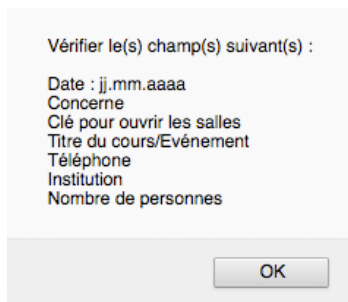 Vérifier le(s) champ(s) suivant(s) :
Date : jj.mm.aaaa
Concerne
Clé pour ouvrir les salles
Titre du cours/Evénement
Téléphone
Institution
Nombre de personnes
OK